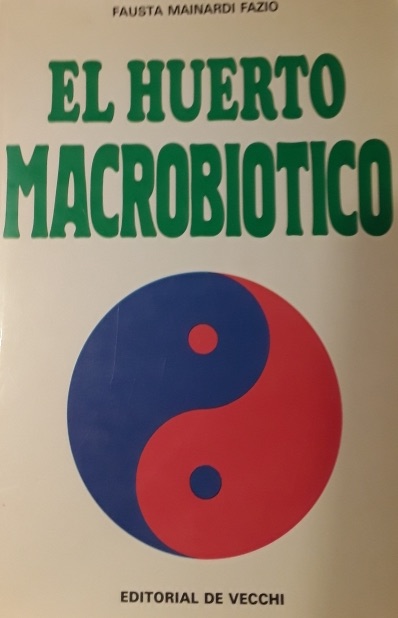 FAUSTA MAINARDI FAZIO
EL HUERTO
MACROBIOTICO
EDITORIAL DE VECCHI